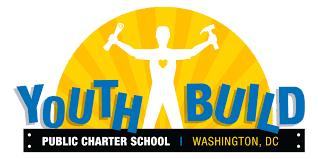 YOUTH BUILD
PUBLIC CHARTER SCHOOL | WASHINGTON, DC